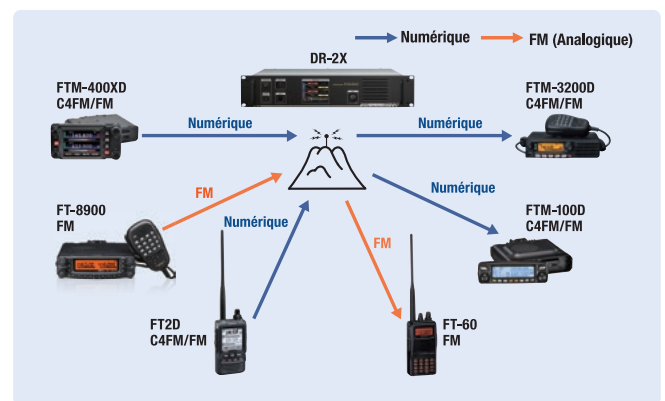 Numérique
FM (Analogique)
DR-2X
FTM-400XD
C4FM/FM
FTM-3200D
C4FM/FM
Numérique
Numérique
FT-8900
FM
FM
Numérique
Numérique
FM
FTM-100D
C4FM/FM
FT2D
C4FM/FM
FT-60
FM